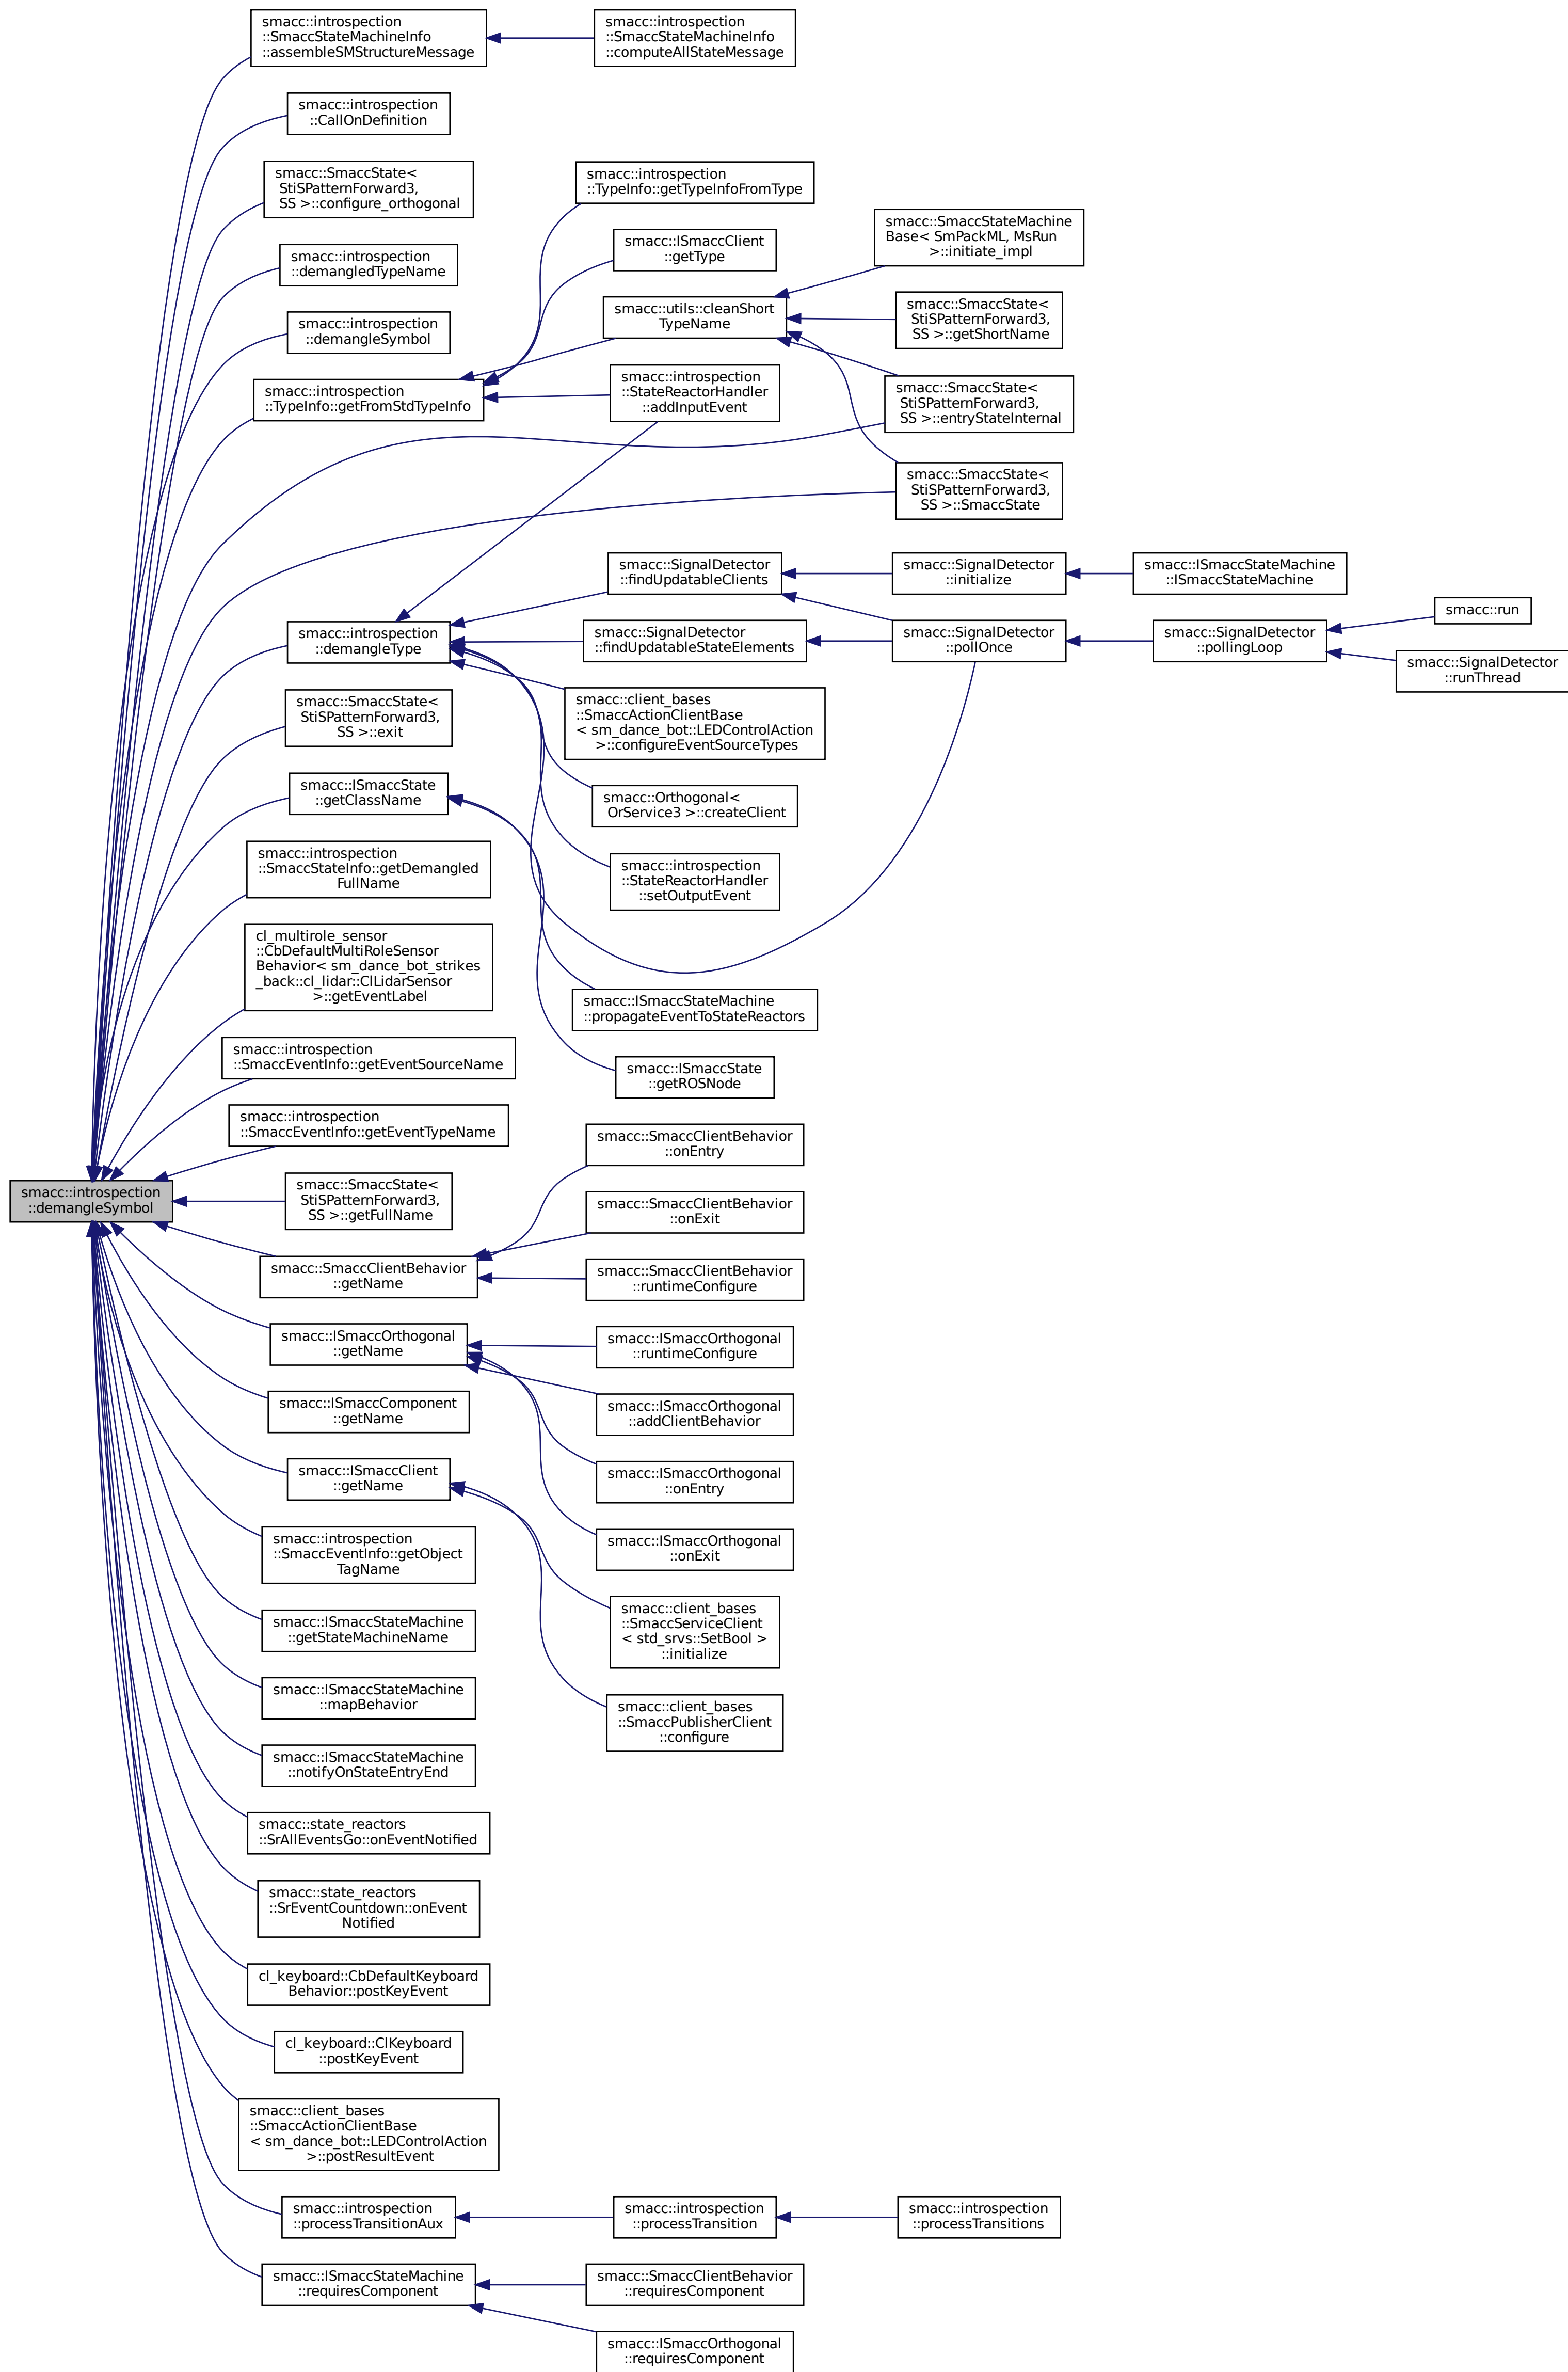 smacc::introspection
::SmaccStateMachineInfo
::assembleSMStructureMessage
smacc::introspection
::SmaccStateMachineInfo
::computeAllStateMessage
smacc::introspection
::CallOnDefinition
smacc::SmaccState<
StiSPatternForward3,
SS >::configure_orthogonal
smacc::introspection
::demangledTypeName
smacc::introspection
::demangleSymbol
smacc::introspection
::TypeInfo::getFromStdTypeInfo
smacc::introspection
::TypeInfo::getTypeInfoFromType
smacc::ISmaccClient
::getType
smacc::utils::cleanShort
TypeName
smacc::introspection
::StateReactorHandler
::addInputEvent
smacc::SmaccStateMachine
Base< SmPackML, MsRun
>::initiate_impl
smacc::SmaccState<
StiSPatternForward3,
SS >::getShortName
smacc::SmaccState<
StiSPatternForward3,
SS >::entryStateInternal
smacc::SmaccState<
StiSPatternForward3,
SS >::SmaccState
smacc::introspection
::demangleType
smacc::SignalDetector
::findUpdatableClients
smacc::SignalDetector
::initialize
smacc::ISmaccStateMachine
::ISmaccStateMachine
smacc::SignalDetector
::findUpdatableStateElements
smacc::SignalDetector
::pollOnce
smacc::SignalDetector
::pollingLoop
smacc::run
smacc::SignalDetector
::runThread
smacc::client_bases
::SmaccActionClientBase
< sm_dance_bot::LEDControlAction
>::configureEventSourceTypes
smacc::Orthogonal<
OrService3 >::createClient
smacc::introspection
::StateReactorHandler
::setOutputEvent
smacc::SmaccState<
StiSPatternForward3,
SS >::exit
smacc::ISmaccState
::getClassName
smacc::ISmaccStateMachine
::propagateEventToStateReactors
smacc::ISmaccState
::getROSNode
smacc::introspection
::SmaccStateInfo::getDemangled
FullName
cl_multirole_sensor
::CbDefaultMultiRoleSensor
Behavior< sm_dance_bot_strikes
_back::cl_lidar::ClLidarSensor
>::getEventLabel
smacc::introspection
::SmaccEventInfo::getEventSourceName
smacc::introspection
::SmaccEventInfo::getEventTypeName
smacc::introspection
::demangleSymbol
smacc::SmaccState<
StiSPatternForward3,
SS >::getFullName
smacc::SmaccClientBehavior
::getName
smacc::SmaccClientBehavior
::onEntry
smacc::SmaccClientBehavior
::onExit
smacc::SmaccClientBehavior
::runtimeConfigure
smacc::ISmaccOrthogonal
::getName
smacc::ISmaccOrthogonal
::runtimeConfigure
smacc::ISmaccOrthogonal
::addClientBehavior
smacc::ISmaccOrthogonal
::onEntry
smacc::ISmaccOrthogonal
::onExit
smacc::ISmaccComponent
::getName
smacc::ISmaccClient
::getName
smacc::client_bases
::SmaccServiceClient
< std_srvs::SetBool >
::initialize
smacc::client_bases
::SmaccPublisherClient
::configure
smacc::introspection
::SmaccEventInfo::getObject
TagName
smacc::ISmaccStateMachine
::getStateMachineName
smacc::ISmaccStateMachine
::mapBehavior
smacc::ISmaccStateMachine
::notifyOnStateEntryEnd
smacc::state_reactors
::SrAllEventsGo::onEventNotified
smacc::state_reactors
::SrEventCountdown::onEvent
Notified
cl_keyboard::CbDefaultKeyboard
Behavior::postKeyEvent
cl_keyboard::ClKeyboard
::postKeyEvent
smacc::client_bases
::SmaccActionClientBase
< sm_dance_bot::LEDControlAction
>::postResultEvent
smacc::introspection
::processTransitionAux
smacc::introspection
::processTransition
smacc::introspection
::processTransitions
smacc::ISmaccStateMachine
::requiresComponent
smacc::SmaccClientBehavior
::requiresComponent
smacc::ISmaccOrthogonal
::requiresComponent